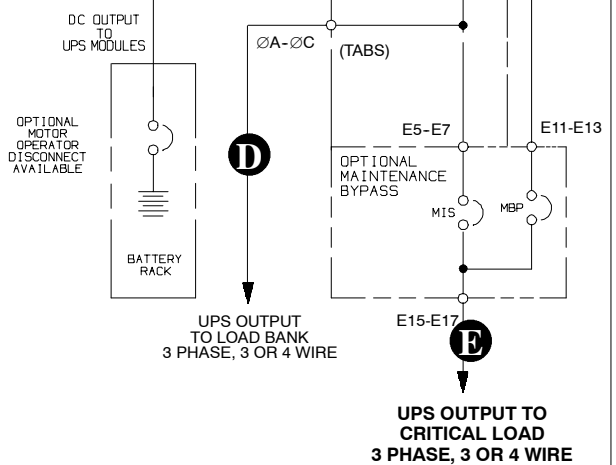 DC OUTPUT
TO
UPS MODULES
ØA-ØC
(TABS)
OPTIONAL
MOTOR
OPERATOR
DISCONNECT
AVAILABLE
E5-E7
E11-E13
D
OPTIONAL
MAINTENANCE
BYPASS
MIS
MBP
BATTERY
RACK
UPS OUTPUT
TO LOAD BANK
3 PHASE, 3 OR 4 WIRE
E15-E17
E
UPS OUTPUT TO
CRITICAL LOAD
3 PHASE, 3 OR 4 WIRE